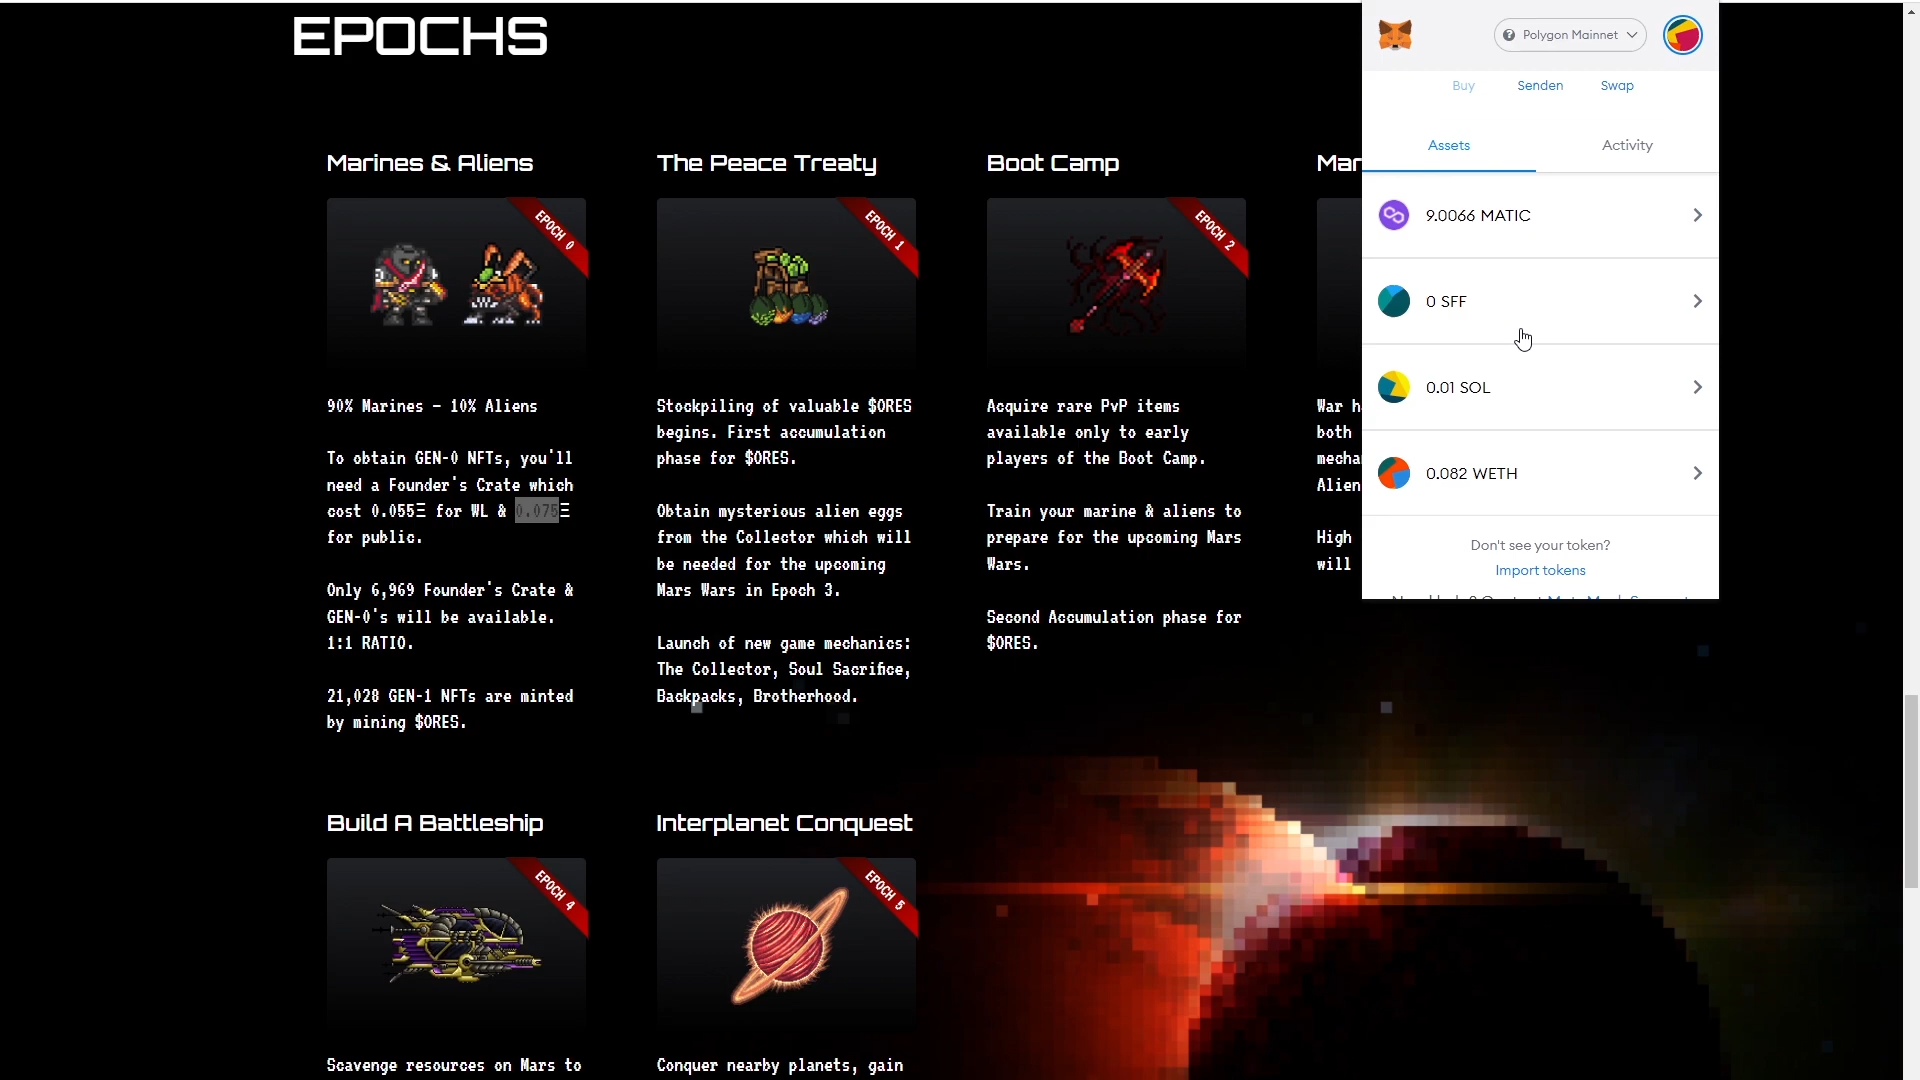 EPOCHS
Marines & Aliens
EPOCH 0
90% Marines – 10% Aliens
To obtain GEN-0 NFTs, you'll
need a Founder's Crate which
cost 0.055Ξ for WL & 0.075Ξ
for public.
Only 6,969 Founder's Crate &
GEN-0's will be available.
1:1 RATIO.
21,028 GEN-1 NFTs are minted
by mining $ORES.
The Peace Treaty
EPOCH 1
Stockpiling of valuable $ORES
begins. First accumulation
phase for $ORES.
Obtain mysterious alien eggs
from the Collector which will
be needed for the upcoming
Mars Wars in Epoch 3.
Launch of new game mechanics:
The Collector, Soul Sacrifice,
Backpacks, Brotherhood.
Boot Camp
EPOCH 2
Acquire rare PvP items
available only to early
players of the Boot Camp.
Train your marine & aliens to
prepare for the upcoming Mars
Wars.
Second Accumulation phase for
$ORES.
Mar
War h
both
mecha
Alien
High
will
Build A Battleship
EPOCH 4
Scavenge resources on Mars to
Interplanet Conquest
EPOCH 5
Conquer nearby planets, gain
Polygon Mainnet
Buy
Senden
Swap
Assets
Activity
9.0066 MATIC
0 SFF
0.01 SOL
0.082 WETH
Don't see your token?
Import tokens